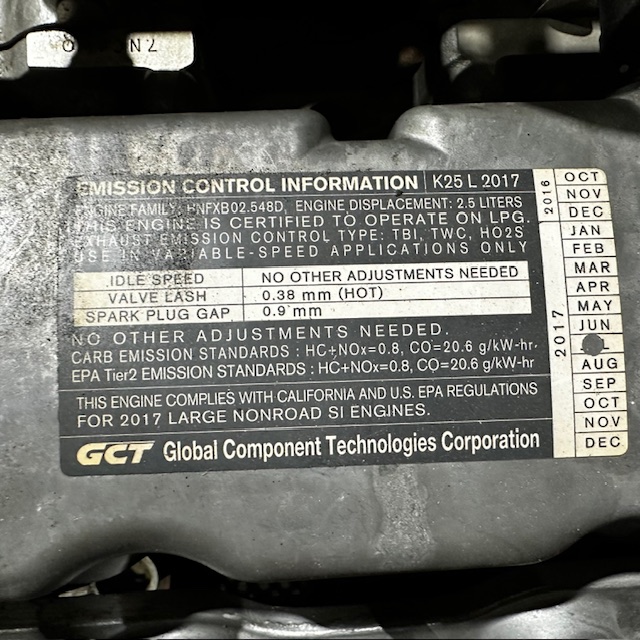 EMISSION CONTROL INFORMATION K25 L 2017
ENGINE FAMILY: HNFXB02.548D, ENGINE DISPLACEMENT: 2.5 LITERS
THIS ENGINE IS CERTIFIED TO OPERATE ON LPG.
EXHAUST EMISSION CONTROL TYPE: TBI, TWC, HO2S
USE IN VARIABLE-SPEED APPLICATIONS ONLY
IDLE SPEED NO OTHER ADJUSTMENTS NEEDED
VALVE LASH 0.38 mm (HOT)
SPARK PLUG GAP 0.9 mm
NO OTHER ADJUSTMENTS NEEDED.
CARB EMISSION STANDARDS : HC+NOx=0.8, CO=20.6 g/kW-hr.
EPA Tier2 EMISSION STANDARDS : HC+NOx=0.8, CO=20.6 g/kW-hr
THIS ENGINE COMPLIES WITH CALIFORNIA AND U.S. EPA REGULATIONS
FOR 2017 LARGE NONROAD SI ENGINES.
GCT Global Component Technologies Corporation
2016
OCT
NOV
DEC
2017
JAN
FEB
MAR
APR
MAY
JUN
AUG
SEP
OCT
NOV
DEC